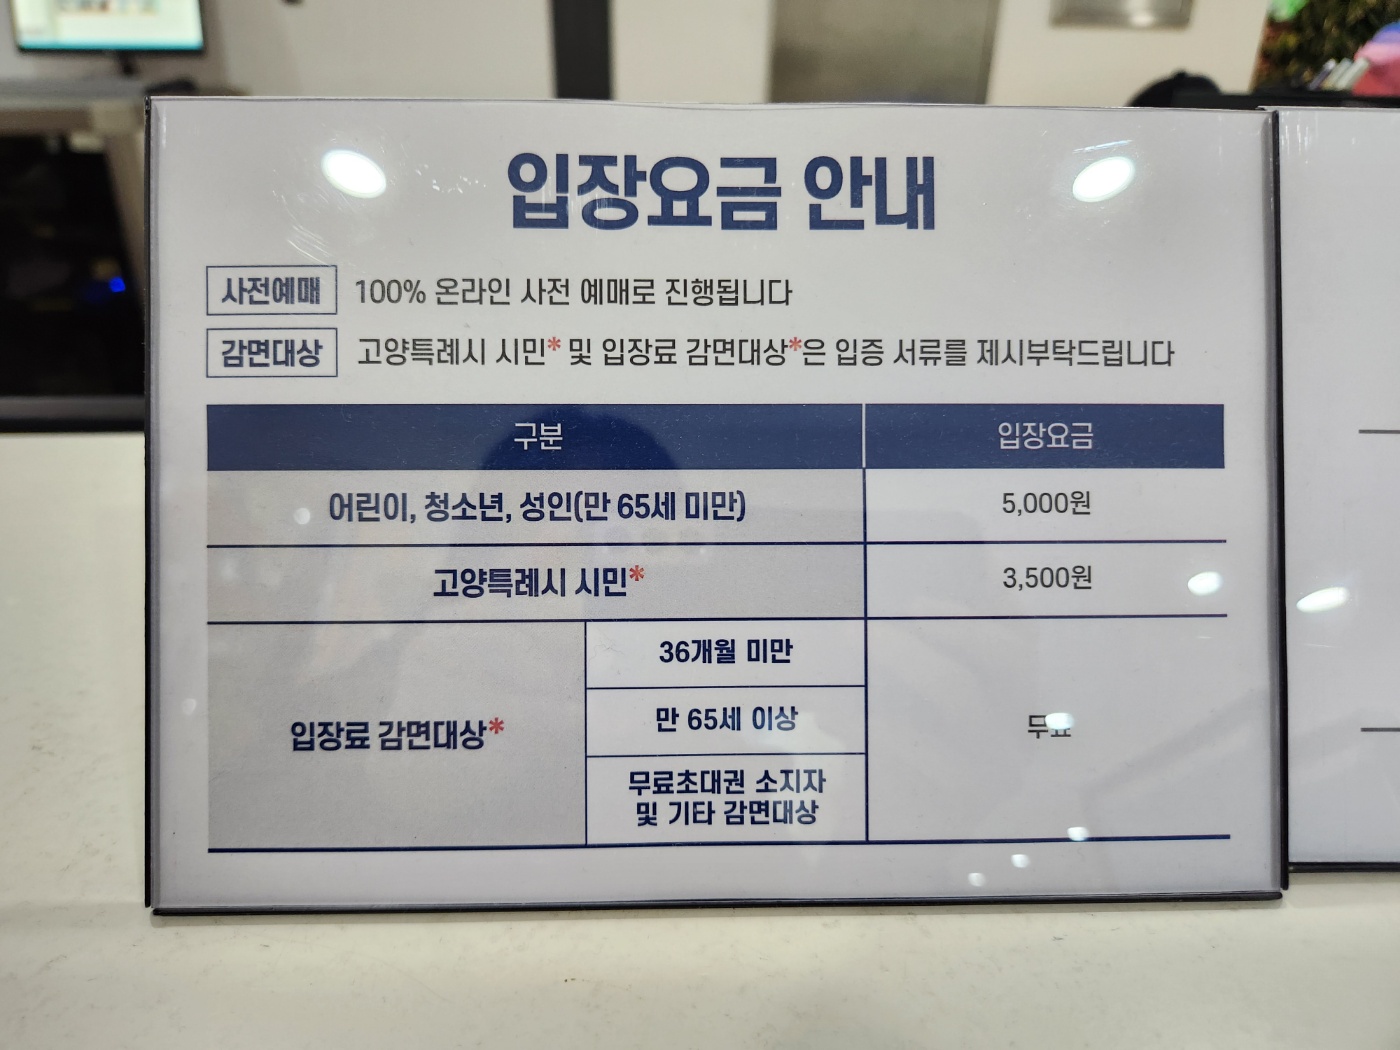 입장요금 안내
사전예매 100% 온라인 사전 예매로 진행됩니다
감면대상 고양특례시 시민* 및 입장료 감면대상*은 입증 서류를 제시부탁드립니다
구분 입장요금
어린이, 청소년, 성인(만 65세 미만) 5,000원
고양특례시 시민* 3,500원
입장료 감면대상*
36개월 미만
만 65세 이상
무료초대권 소지자
및 기타 감면대상
무료